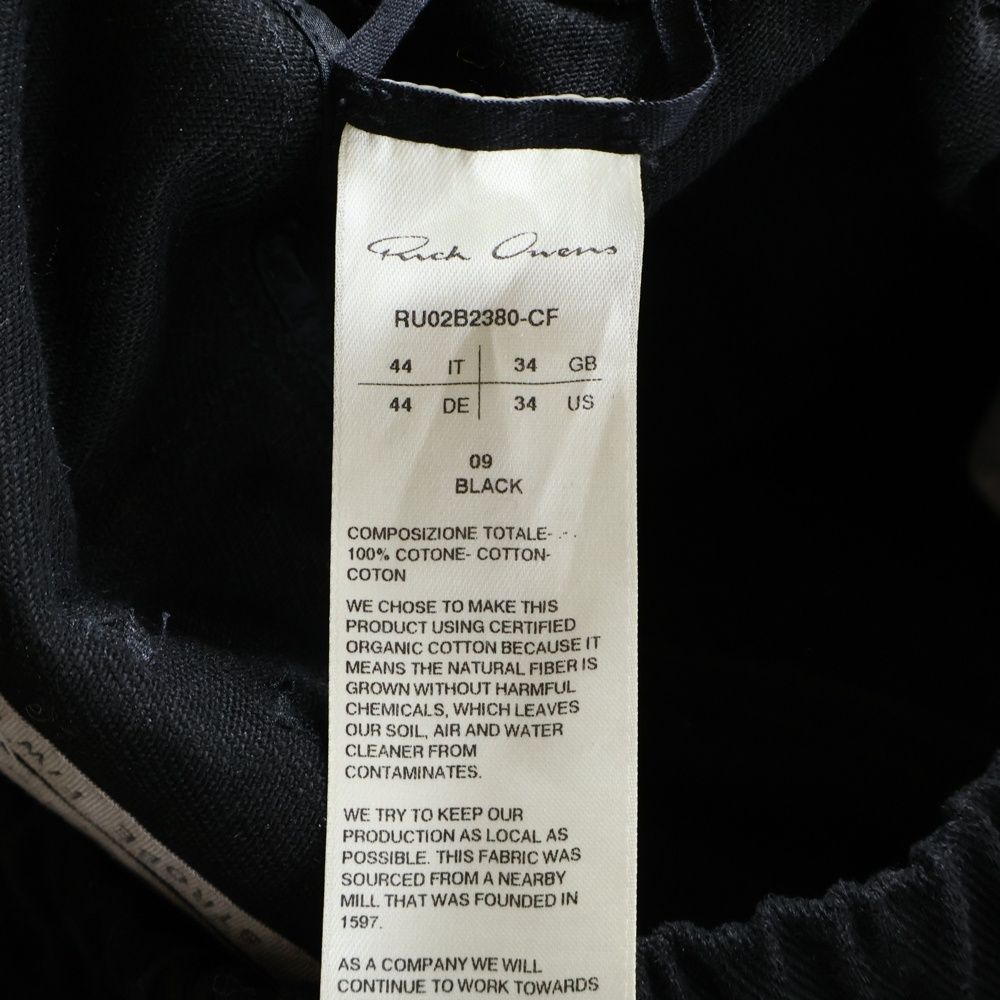 Rick Owens
RU02B2380-CF
44 IT 34 GB
44 DE 34 US
09
BLACK
COMPOSIZIONE TOTALE-
100% COTONE- COTTON-
COTON
WE CHOSE TO MAKE THIS
PRODUCT USING CERTIFIED
ORGANIC COTTON BECAUSE IT
MEANS THE NATURAL FIBER IS
GROWN WITHOUT HARMFUL
CHEMICALS, WHICH LEAVES
OUR SOIL, AIR AND WATER
CLEANER FROM
CONTAMINATES.
WE TRY TO KEEP OUR
PRODUCTION AS LOCAL AS
POSSIBLE. THIS FABRIC WAS
SOURCED FROM A NEARBY
MILL THAT WAS FOUNDED IN
1597.
AS A COMPANY WE WILL
CONTINUE TO WORK TOWARDS